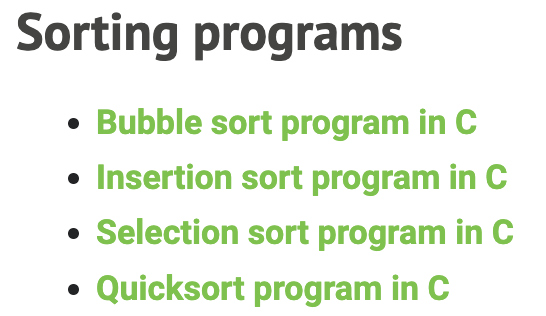 Sorting programs
• Bubble sort program in C
• Insertion sort program in C
• Selection sort program in C
• Quicksort program in C